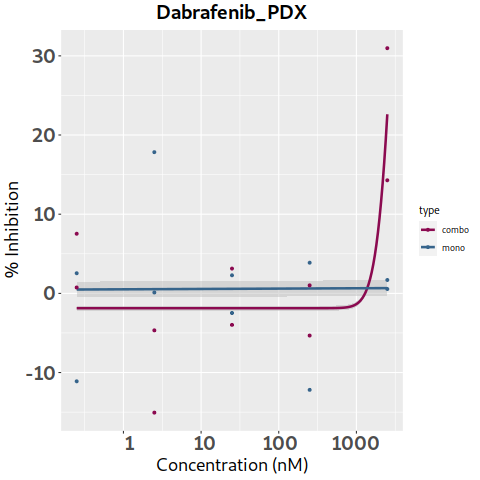 Dabrafenib_PDX
% Inhibition
30
20
10
0
-10
1 10 100 1000
Concentration (nM)
type
combo
mono